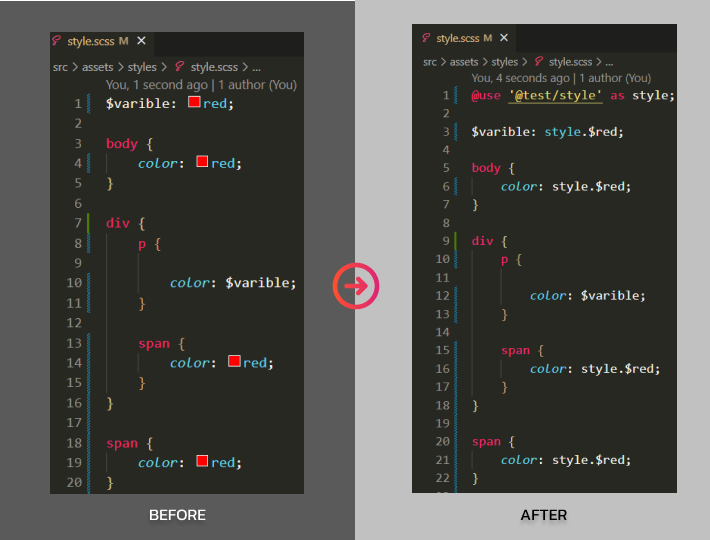 style.scss M ×
src > assets > styles > style.scss > ...
You, 1 second ago | 1 author (You)
1 $varible: red;
2
3 body {
4 color: red;
5 }
6
7 div {
8 p {
9
10 color: $varible;
11 }
12
13 span {
14 color: red;
15 }
16 }
17
18 span {
19 color: red;
20 }
BEFORE
style.scss M ×
src > assets > styles > style.scss > ...
You, 4 seconds ago | 1 author (You)
1 @use '@test/style' as style;
2
3 $varible: style.$red;
4
5 body {
6 color: style.$red;
7 }
8
9 div {
10 p {
11
12 color: $varible;
13 }
14
15 span {
16 color: style.$red;
17 }
18 }
19
20 span {
21 color: style.$red;
22 }
AFTER